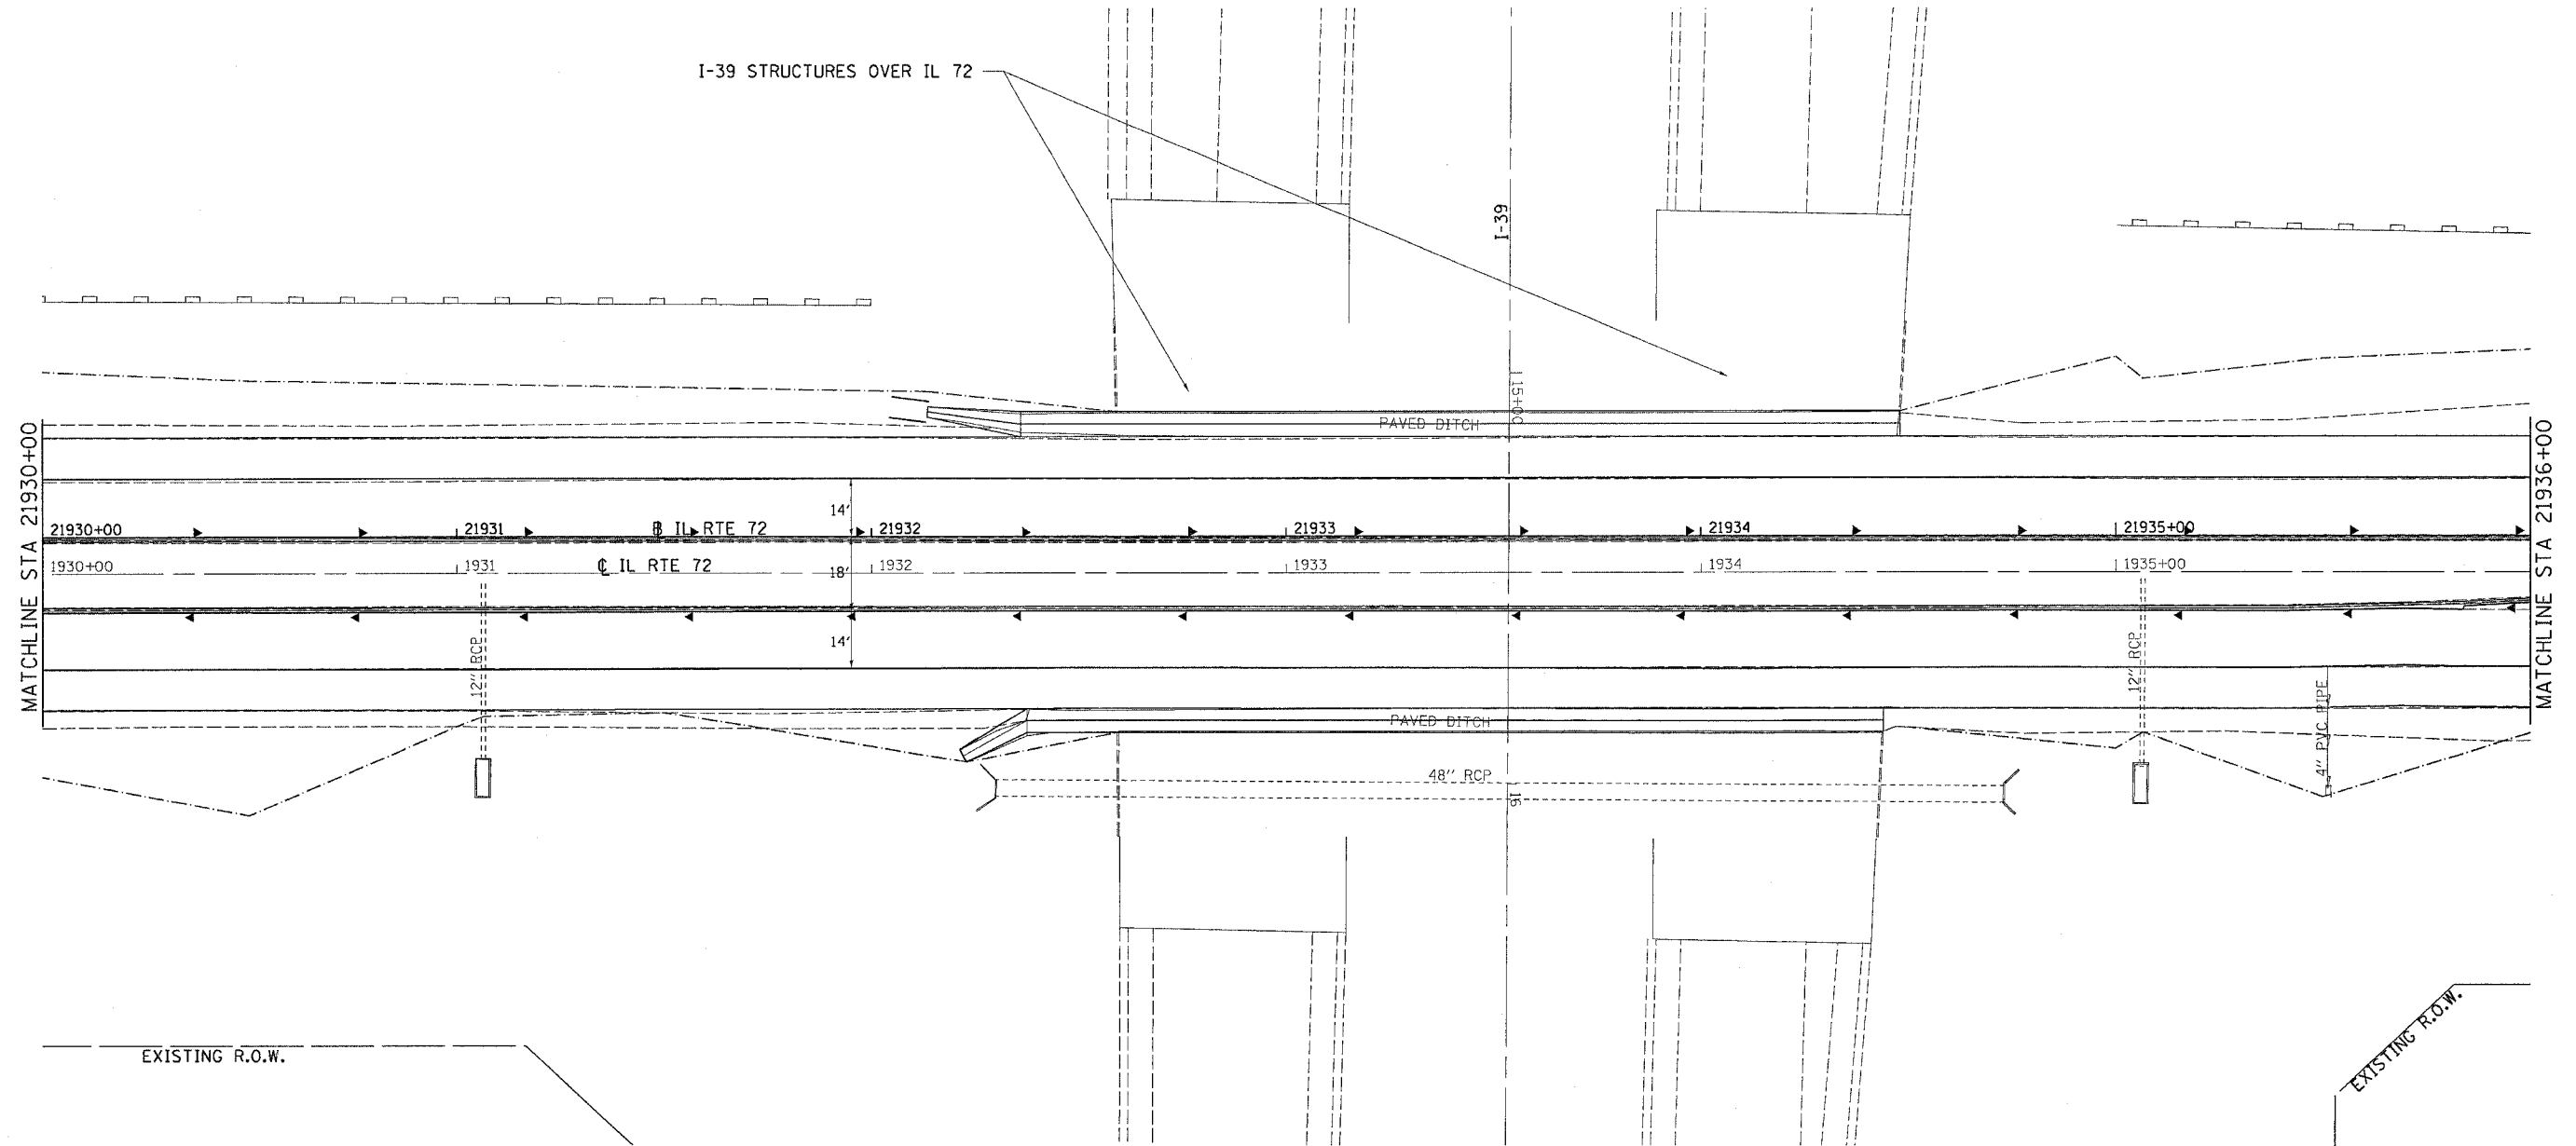 I-39 STRUCTURES OVER IL 72
I-39
115+00
PAVED DITCH
MATCHLINE STA 21930+00
MATCHLINE STA 21936+00
14'
21930+00
21931
B IL RTE 72
21932
21933
21934
21935+00
1930+00
1931
℄ IL RTE 72
18'
1932
1933
1934
1935+00
14'
12" RCP
12" RCP
4" PVC PIPE
PAVED DITCH
48" RCP
16
EXISTING R.O.W.
EXISTING R.O.W.